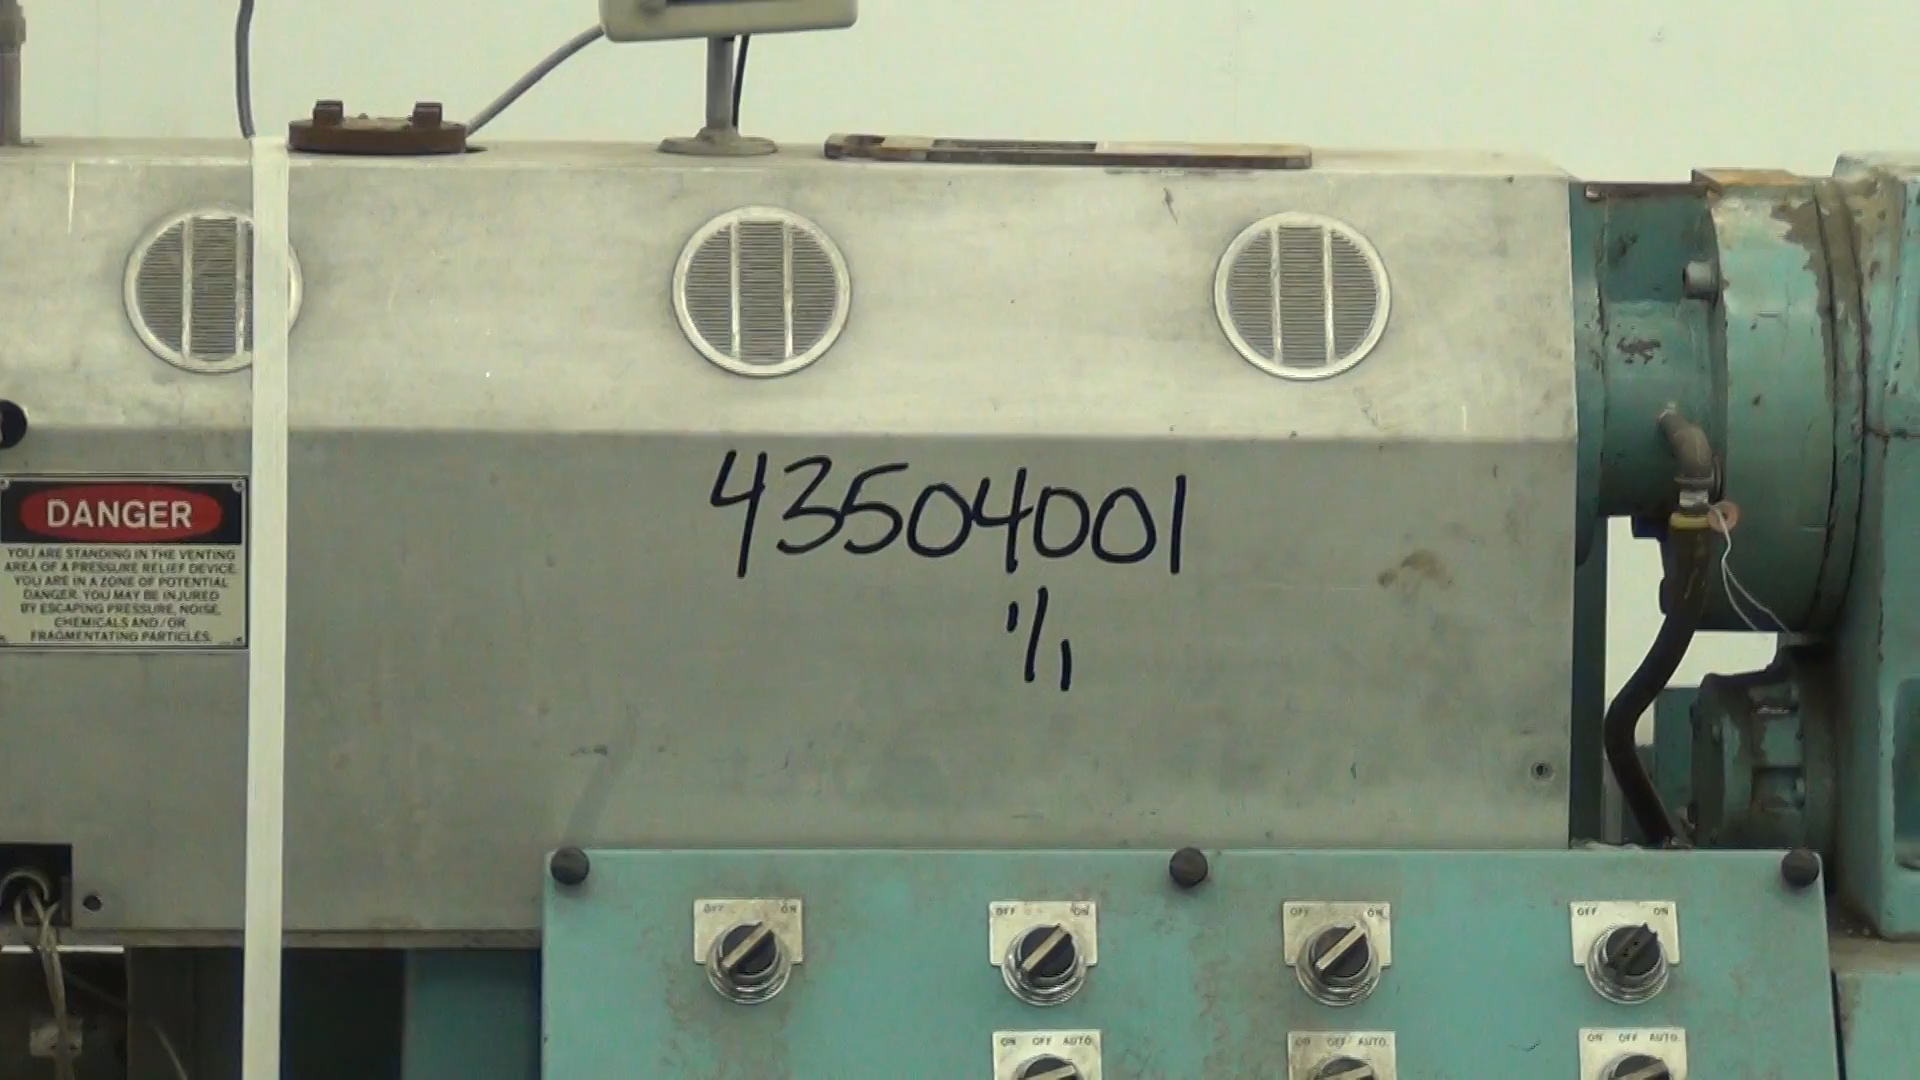 43504001
1/1
DANGER
YOU ARE STANDING IN THE VENTING
AREA OF A PRESSURE RELIEF DEVICE.
YOU ARE IN A ZONE OF POTENTIAL
DANGER. YOU MAY BE INJURED
BY ESCAPING PRESSURE, NOISE,
CHEMICALS AND/OR
FRAGMENTATING PARTICLES.
OFF ON
OFF ON
OFF ON
OFF ON
ON OFF AUTO.
ON OFF AUTO.
ON OFF AUTO.